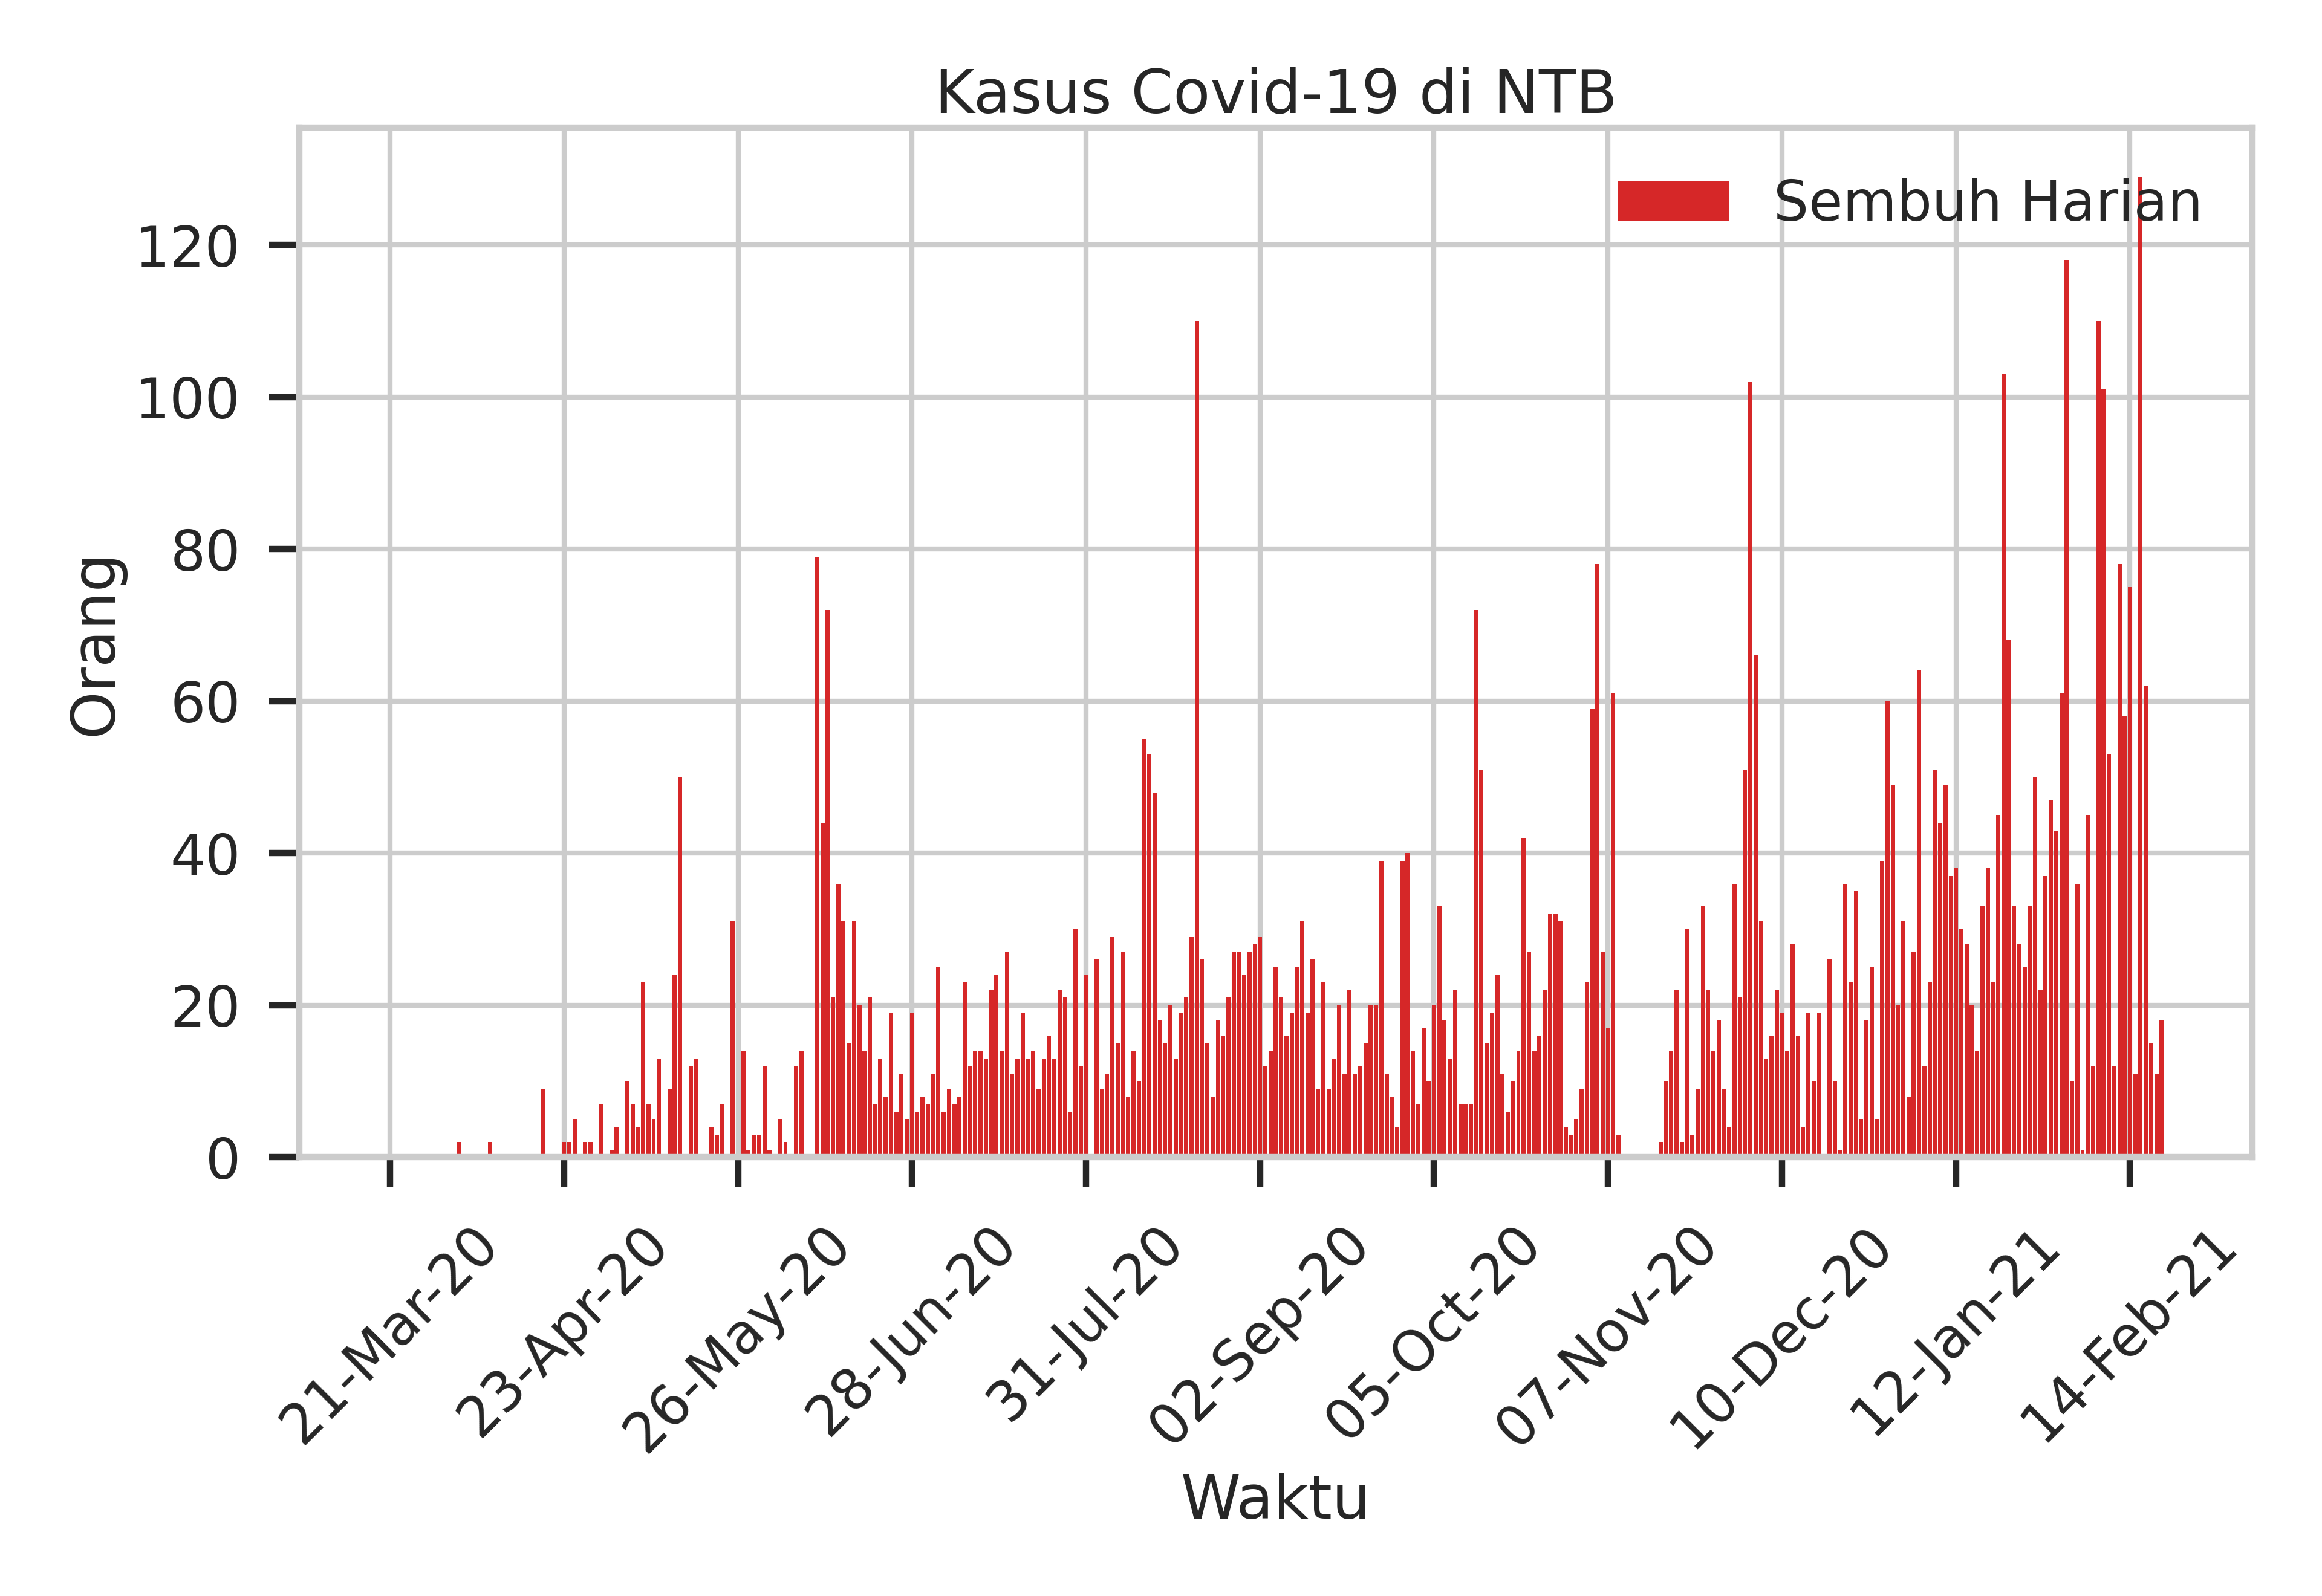 Kasus Covid-19 di NTB
Sembuh Harian
120
100
80
60
40
20
0
Orang
21-Mar-20
23-Apr-20
26-May-20
28-Jun-20
31-Jul-20
02-Sep-20
05-Oct-20
07-Nov-20
10-Dec-20
12-Jan-21
14-Feb-21
Waktu